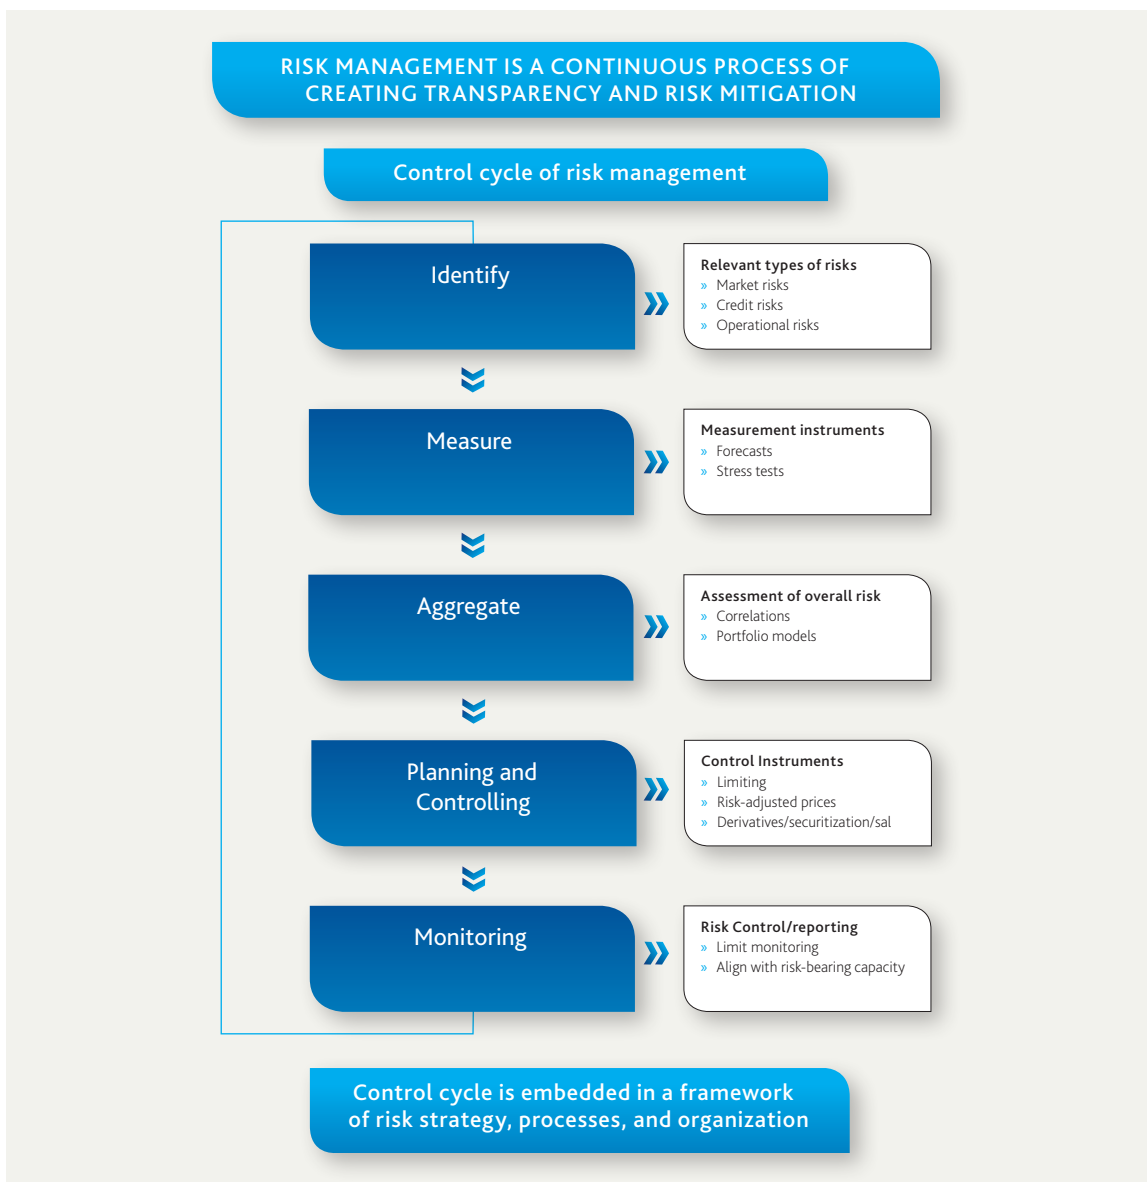 RISK MANAGEMENT IS A CONTINUOUS PROCESS OF
CREATING TRANSPARENCY AND RISK MITIGATION
Control cycle of risk management
Identify
Relevant types of risks
» Market risks
» Credit risks
» Operational risks
Measure
Measurement instruments
» Forecasts
» Stress tests
Aggregate
Assessment of overall risk
» Correlations
» Portfolio models
Planning and
Controlling
Control Instruments
» Limiting
» Risk-adjusted prices
» Derivatives/securitization/sal
Monitoring
Risk Control/reporting
» Limit monitoring
» Align with risk-bearing capacity
Control cycle is embedded in a framework
of risk strategy, processes, and organization